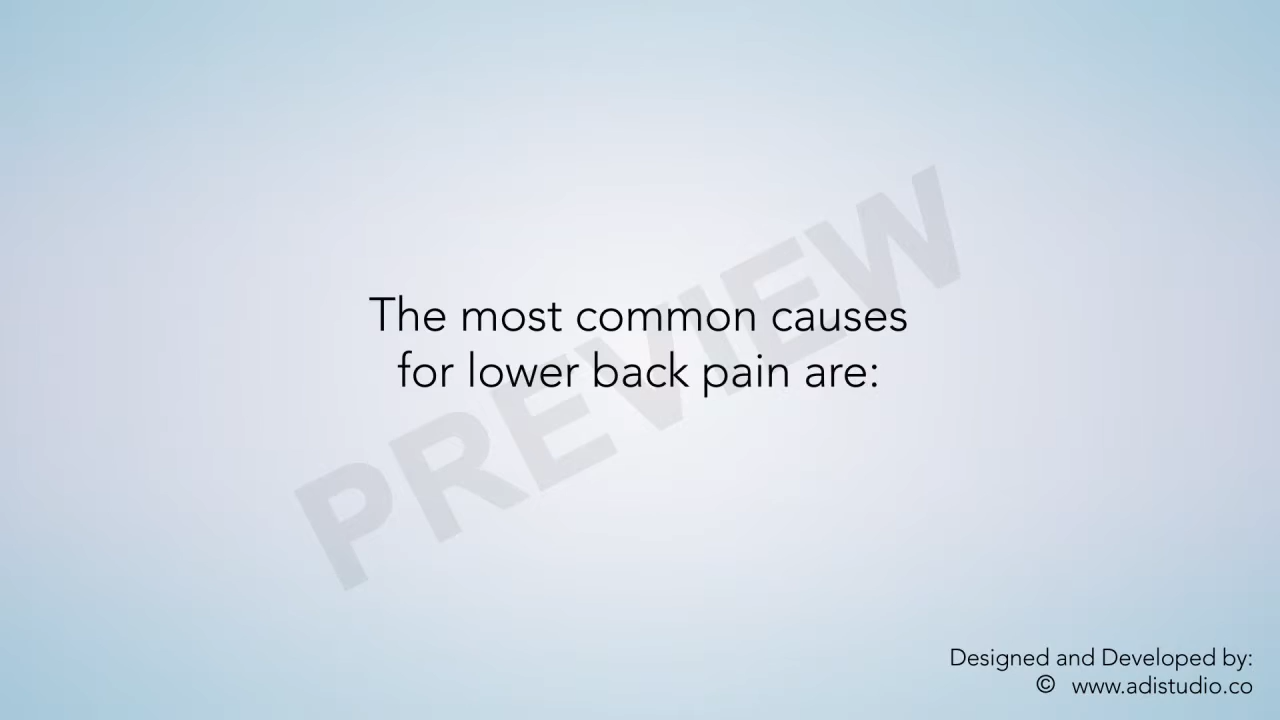 The most common causes
for lower back pain are:
PREVIEW
Designed and Developed by:
© www.adistudio.co